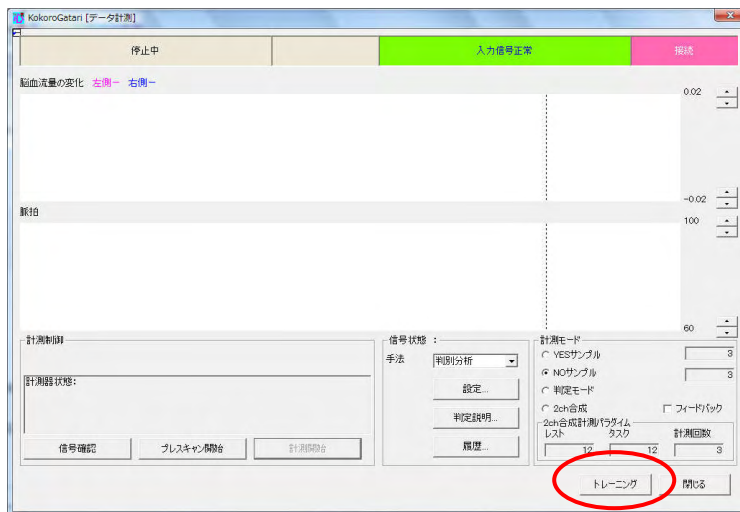 KokoroGatari [データ計測]
停止中 入力信号正常 接続
脳血流量の変化 左側ー 右側ー
0.02
-0.02
脈拍
100
60
計測制御
計測器状態:
信号確認 プレスキャン開始 計測開始
信号状態 :
手法 判別分析
設定...
判定説明...
履歴...
計測モード
YESサンプル 3
NOサンプル 3
判定モード
2ch合成 フィードバック
2ch合成計測パラダイム
レスト タスク 計測回数
12 12 3
トレーニング 閉じる